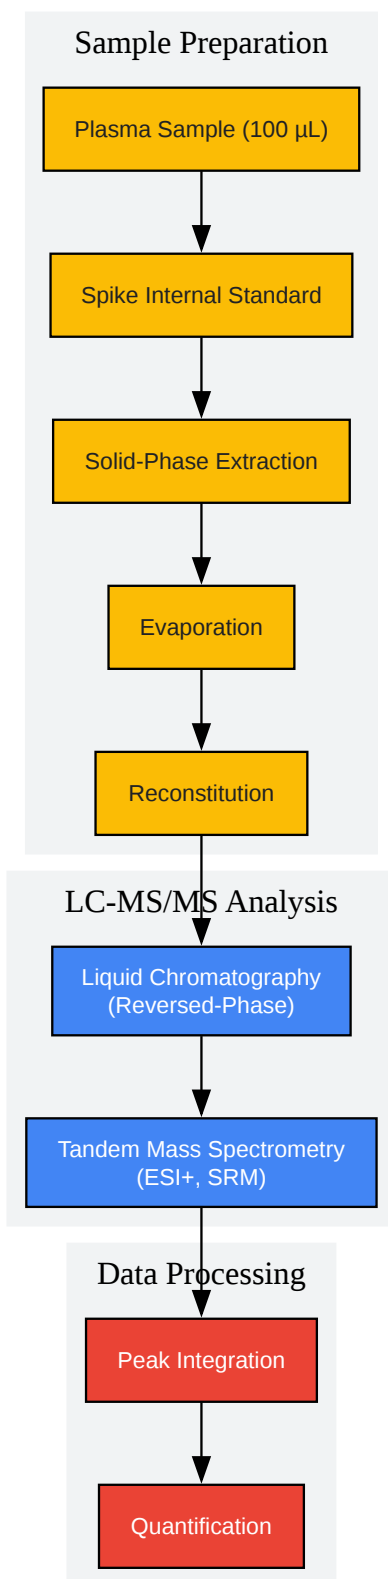 Sample Preparation
Plasma Sample (100 µL)
Spike Internal Standard
Solid-Phase Extraction
Evaporation
Reconstitution
LC-MS/MS Analysis
Liquid Chromatography
(Reversed-Phase)
Tandem Mass Spectrometry
(ESI+, SRM)
Data Processing
Peak Integration
Quantification